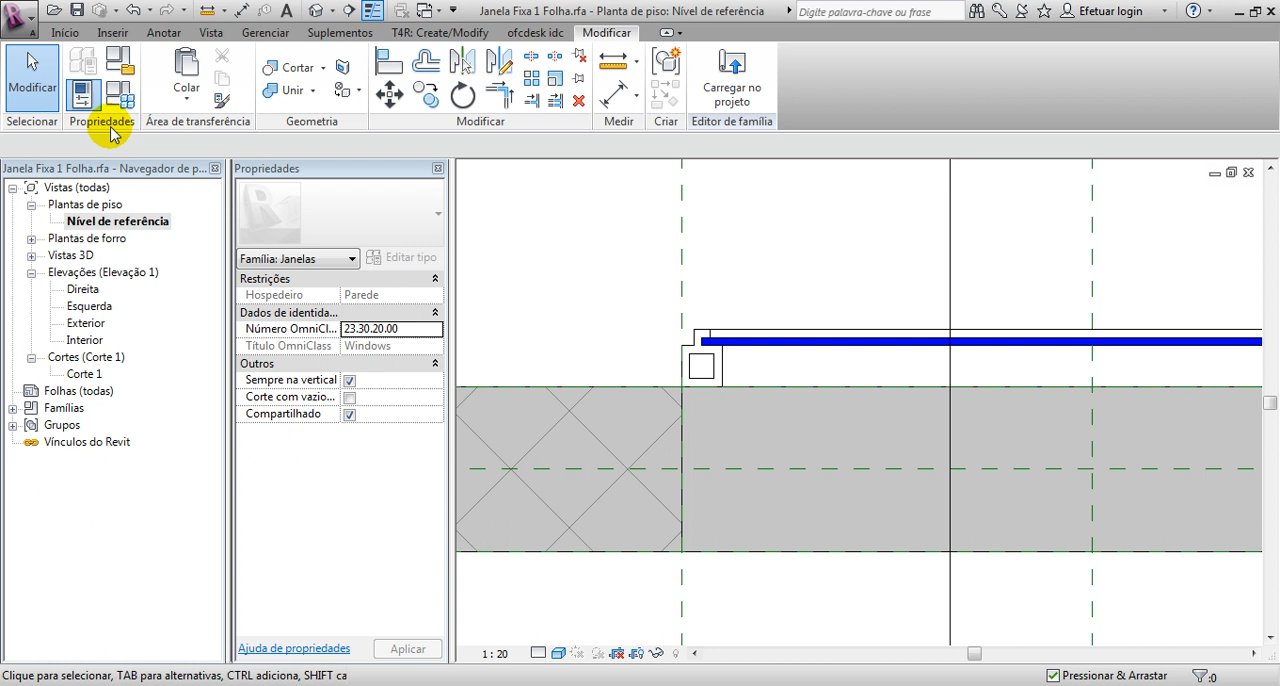 Janela Fixa 1 Folha.rfa - Planta de piso: Nível de referência
Digite palavra-chave ou frase
Efetuar login
Início
Inserir
Anotar
Vista
Gerenciar
Suplementos
T4R: Create/Modify
ofcdesk idc
Modificar
Modificar
Colar
Cortar
Unir
Carregar no projeto
Selecionar
Propriedades
Área de transferência
Geometria
Modificar
Medir
Criar
Editor de família
Janela Fixa 1 Folha.rfa - Navegador de p...
Vistas (todas)
Plantas de piso
Nível de referência
Plantas de forro
Vistas 3D
Elevações (Elevação 1)
Direita
Esquerda
Exterior
Interior
Cortes (Corte 1)
Corte 1
Folhas (todas)
Famílias
Grupos
Vínculos do Revit
Propriedades
Família: Janelas
Editar tipo
Restrições
Hospedeiro Parede
Dados de identida...
Número OmniCl... 23.30.20.00
Título OmniClass Windows
Outros
Sempre na vertical
Corte com vazio...
Compartilhado
Ajuda de propriedades
Aplicar
1 : 20
Clique para selecionar, TAB para alternativas, CTRL adiciona, SHIFT ca
Pressionar & Arrastar
:0